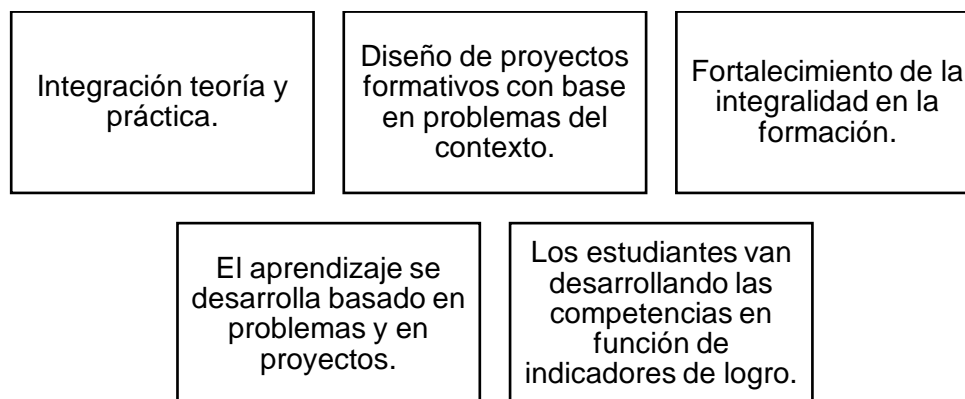 Integración teoría y
práctica.
Diseño de proyectos
formativos con base
en problemas del
contexto.
Fortalecimiento de la
integralidad en la
formación.
El aprendizaje se
desarrolla basado en
problemas y en
proyectos.
Los estudiantes van
desarrollando las
competencias en
función de
indicadores de logro.